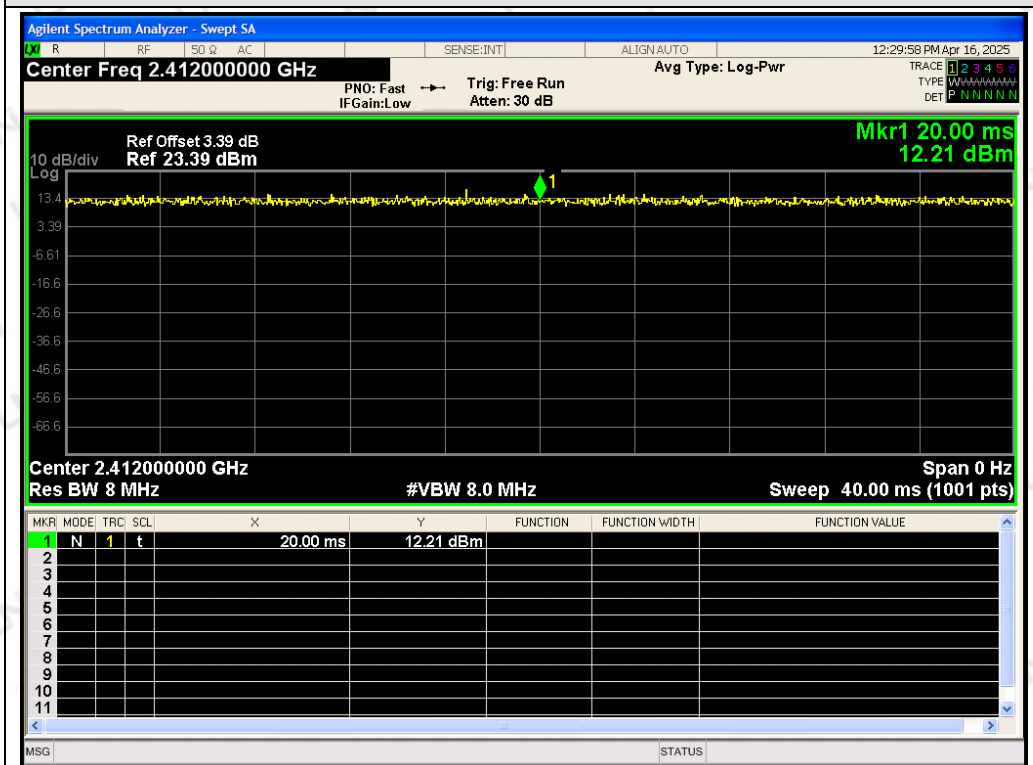 Agilent Spectrum Analyzer - Swept SA
LXI R RF 50 Ω AC SENSE:INT ALIGN AUTO 12:29:58 PM Apr 16, 2025
Center Freq 2.412000000 GHz Avg Type: Log-Pwr TRACE 1 2 3 4 5 6
PNO: Fast Trig: Free Run TYPE WWWWWW
IFGain:Low Atten: 30 dB DET P N N N N N
Mkr1 20.00 ms
Ref Offset 3.39 dB
10 dB/div Ref 23.39 dBm 12.21 dBm
Log
1
13.4
3.39
-6.61
-16.6
-26.6
-36.6
-46.6
-56.6
-66.6
Center 2.412000000 GHz Span 0 Hz
Res BW 8 MHz #VBW 8.0 MHz Sweep 40.00 ms (1001 pts)
MKR MODE TRC SCL X Y FUNCTION FUNCTION WIDTH FUNCTION VALUE
1 N 1 t 20.00 ms 12.21 dBm
2
3
4
5
6
7
8
9
10
11
MSG STATUS